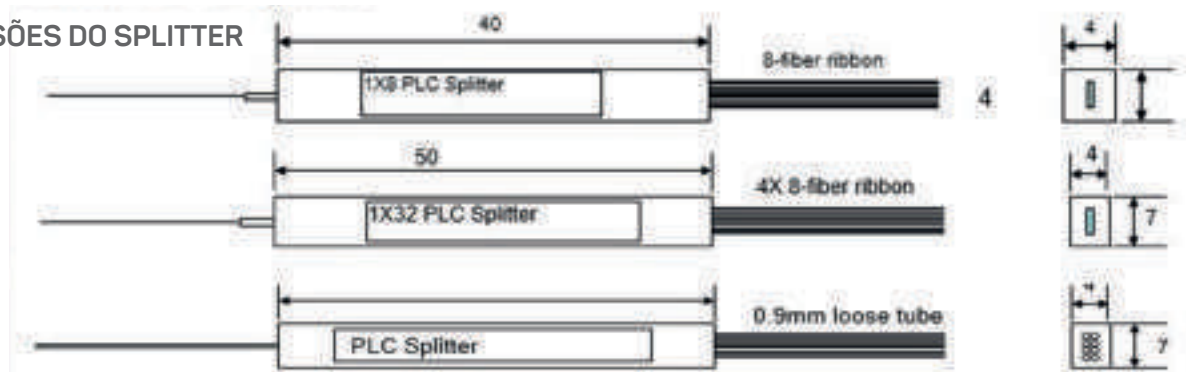 SÕES DO SPLITTER
40
4
8-fiber ribbon
1X8 PLC Splitter
4
50
4
4X 8-fiber ribbon
1X32 PLC Splitter
7
4
0.9mm loose tube
PLC Splitter
7